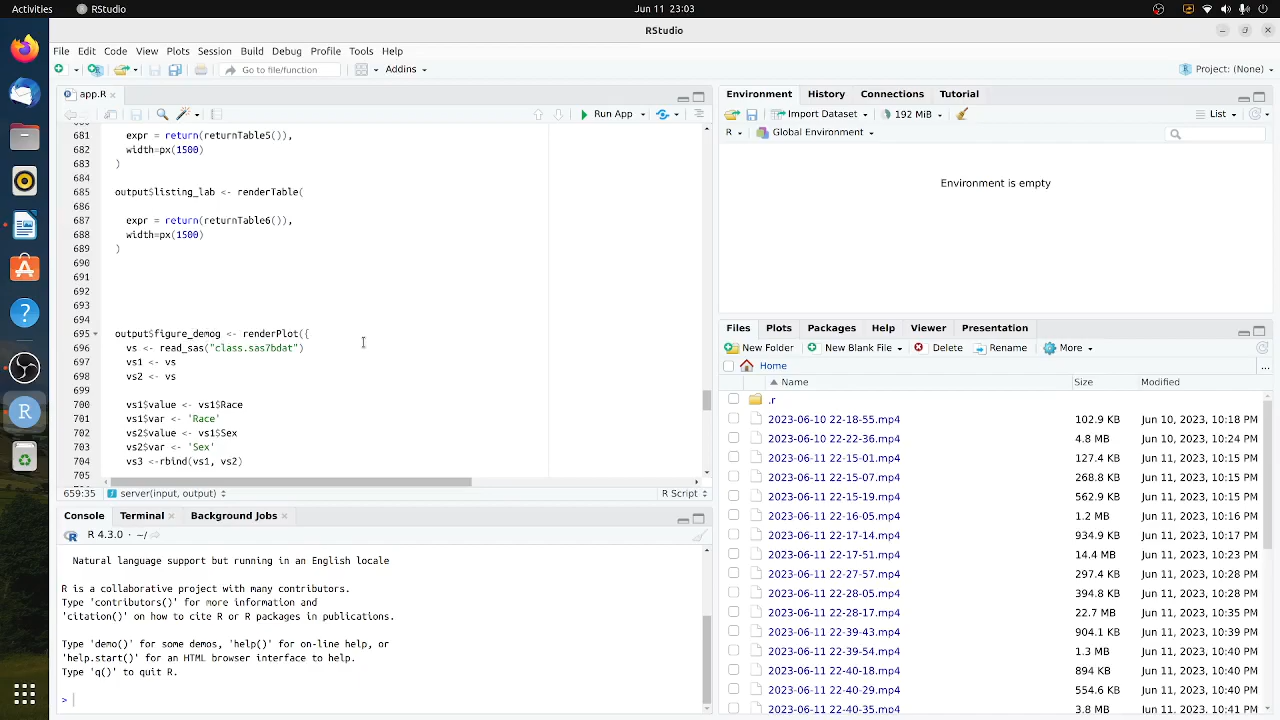 Activities RStudio Jun 11 23:03
RStudio
File Edit Code View Plots Session Build Debug Profile Tools Help
Go to file/function Addins Project: (None)
app.R
Run App
681 expr = return(returnTable5()),
682 width=px(1500)
683 )
684
685 output$listing_lab <- renderTable(
686
687 expr = return(returnTable6()),
688 width=px(1500)
689 )
690
691
692
693
694
695 output$figure_demog <- renderPlot({
696 vs <- read_sas("class.sas7bdat")
697 vs1 <- vs
698 vs2 <- vs
699
700 vs1$value <- vs1$Race
701 vs1$var <- 'Race'
702 vs2$value <- vs1$Sex
703 vs2$var <- 'Sex'
704 vs3 <-rbind(vs1, vs2)
659:35 server(input, output) R Script
Console Terminal Background Jobs
R 4.3.0 · ~/
Natural language support but running in an English locale
R is a collaborative project with many contributors.
Type 'contributors()' for more information and
'citation()' on how to cite R or R packages in publications.
Type 'demo()' for some demos, 'help()' for on-line help, or
'help.start()' for an HTML browser interface to help.
Type 'q()' to quit R.
>
Environment History Connections Tutorial
Import Dataset 192 MiB List
R Global Environment
Environment is empty
Files Plots Packages Help Viewer Presentation
New Folder New Blank File Delete Rename More
Home ...
Name Size Modified
.r
2023-06-10 22-18-55.mp4 102.9 KB Jun 10, 2023, 10:18 PM
2023-06-10 22-22-39.mp4 4.8 MB Jun 10, 2023, 10:24 PM
2023-06-11 22-15-01.mp4 127.4 KB Jun 11, 2023, 10:15 PM
2023-06-11 22-15-07.mp4 268.8 KB Jun 11, 2023, 10:15 PM
2023-06-11 22-15-19.mp4 562.5 KB Jun 11, 2023, 10:15 PM
2023-06-11 22-16-05.mp4 1.2 MB Jun 11, 2023, 10:16 PM
2023-06-11 22-17-14.mp4 934.9 KB Jun 11, 2023, 10:17 PM
2023-06-11 22-17-51.mp4 14.4 MB Jun 11, 2023, 10:23 PM
2023-06-11 22-27-57.mp4 297.4 KB Jun 11, 2023, 10:28 PM
2023-06-11 22-28-05.mp4 394.8 KB Jun 11, 2023, 10:28 PM
2023-06-11 22-28-17.mp4 22.7 MB Jun 11, 2023, 10:35 PM
2023-06-11 22-39-43.mp4 904.1 KB Jun 11, 2023, 10:39 PM
2023-06-11 22-39-54.mp4 1.3 MB Jun 11, 2023, 10:40 PM
2023-06-11 22-40-18.mp4 894 KB Jun 11, 2023, 10:40 PM
2023-06-11 22-40-29.mp4 554.5 KB Jun 11, 2023, 10:40 PM
2023-06-11 22-40-35.mp4 3.8 MB Jun 11, 2023, 10:41 PM